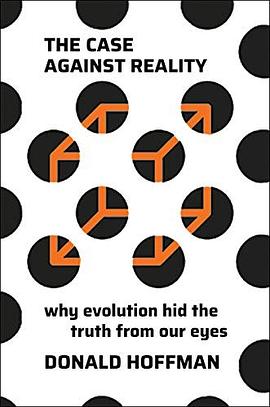 THE CASE
AGAINST REALITY
why evolution hid the
truth from our eyes
DONALD HOFFMAN